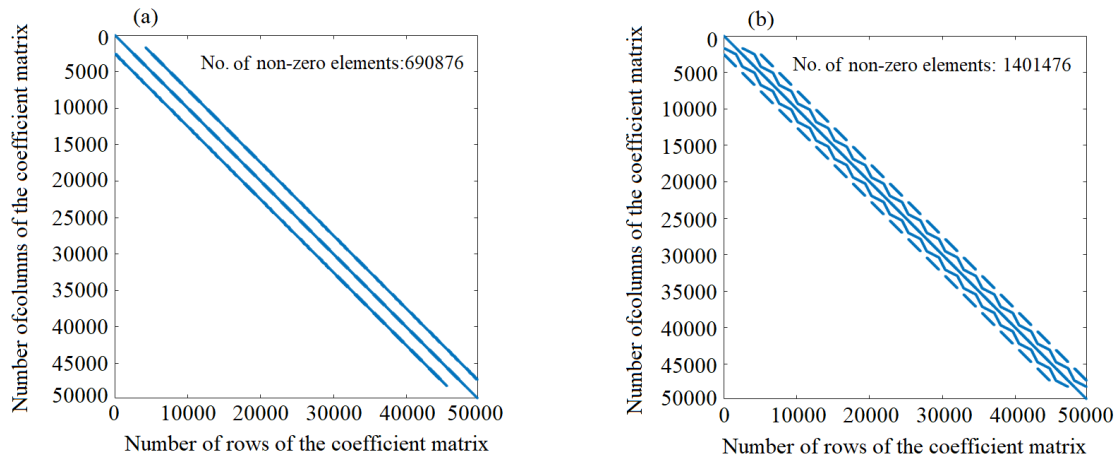 (a)
No. of non-zero elements:690876
Number ofcolumns of the coefficient matrix
0
5000
10000
15000
20000
25000
30000
35000
40000
45000
50000
0 10000 20000 30000 40000 50000
Number of rows of the coefficient matrix
(b)
No. of non-zero elements: 1401476
Number ofcolumns of the coefficient matrix
0
5000
10000
15000
20000
25000
30000
35000
40000
45000
50000
0 10000 20000 30000 40000 50000
Number of rows of the coefficient matrix